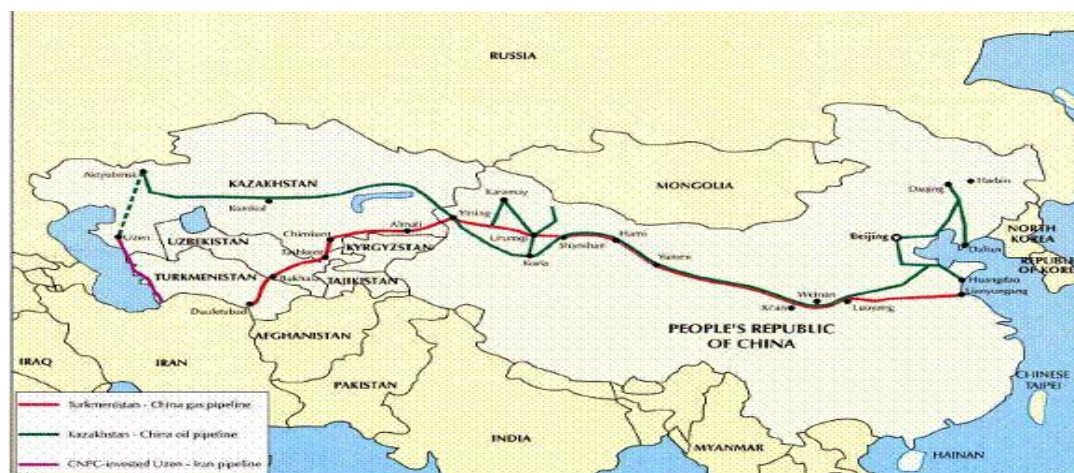 RUSSIA
Aktyubinsk
KAZAKHSTAN
Kumkol
Karamay
MONGOLIA
Daqing
Harbin
Uzen
UZBEKISTAN
Chimkent
Almati
Yining
Urumqi
Shanshan
Hami
Beijing
Dalian
NORTH
KOREA
Tashkent
KYRGYZSTAN
Korla
Yumen
REPUBLIC
OF KOREA
TURKMENISTAN
Bukhara
TAJIKISTAN
Huangdao
Lianyungang
Dauletabad
Xi'an
Weinan
Luoyang
AFGHANISTAN
PEOPLE'S REPUBLIC
OF CHINA
IRAQ
IRAN
PAKISTAN
CHINESE
TAIPEI
Turkmenistan - China gas pipeline
Kazakhstan - China oil pipeline
CNPC-invested Uzen - Iran pipeline
INDIA
MYANMAR
HAINAN